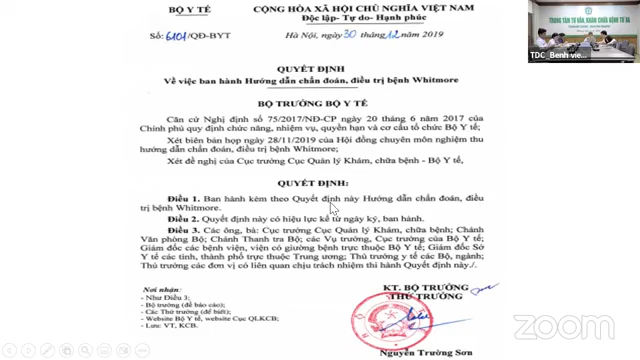 BỘ Y TẾ
CỘNG HÒA XÃ HỘI CHỦ NGHĨA VIỆT NAM
Độc lập- Tự do- Hạnh phúc
Số: 6101/QĐ-BYT
Hà Nội, ngày 30 tháng 12 năm 2019
QUYẾT ĐỊNH
Về việc ban hành Hướng dẫn chẩn đoán, điều trị bệnh Whitmore
BỘ TRƯỞNG BỘ Y TẾ
Căn cứ Nghị định số 75/2017/NĐ-CP ngày 20 tháng 6 năm 2017 của
Chính phủ quy định chức năng, nhiệm vụ, quyền hạn và cơ cấu tổ chức Bộ Y tế;
Xét biên bản họp ngày 28/11/2019 của Hội đồng chuyên môn nghiệm thu
hướng dẫn chẩn đoán, điều trị bệnh Whitmore;
Xét đề nghị của Cục trưởng Cục Quản lý Khám, chữa bệnh - Bộ Y tế,
QUYẾT ĐỊNH:
Điều 1. Ban hành kèm theo Quyết định này Hướng dẫn chẩn đoán, điều
trị bệnh Whitmore.
Điều 2. Quyết định này có hiệu lực kể từ ngày ký, ban hành.
Điều 3. Các ông, bà: Cục trưởng Cục Quản lý Khám, chữa bệnh; Chánh
Văn phòng Bộ; Chánh Thanh tra Bộ; các Vụ trưởng, Cục trưởng của Bộ Y tế;
Giám đốc các bệnh viện, viện có giường bệnh trực thuộc Bộ Y tế; Giám đốc Sở
Y tế các tỉnh, thành phố trực thuộc Trung ương; Thủ trưởng y tế các Bộ, ngành;
Thủ trưởng các đơn vị có liên quan chịu trách nhiệm thi hành Quyết định này./.
Nơi nhận:
- Như Điều 3;
- Bộ trưởng (để báo cáo);
- Các Thứ trưởng (để biết);
- Website Bộ Y tế, website Cục QLKCB;
- Lưu: VT, KCB.
KT. BỘ TRƯỞNG
THỨ TRƯỞNG
Nguyễn Trường Sơn
TRUNG TÂM TƯ VẤN, KHÁM CHỮA BỆNH TỪ XA
TDC_Benh vie...
zoom